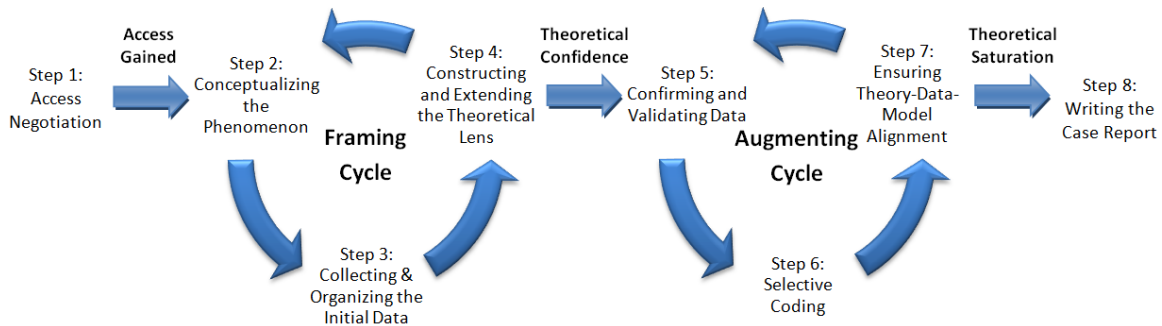 Step 1:
Access
Negotiation
Access
Gained
Step 2:
Conceptualizing
the
Phenomenon
Framing
Cycle
Step 3:
Collecting &
Organizing the
Initial Data
Step 4:
Constructing
and Extending
the Theoretical
Lens
Theoretical
Confidence
Step 5:
Confirming and
Validating Data
Augmenting
Cycle
Step 6:
Selective
Coding
Step 7:
Ensuring
Theory-Data-
Model
Alignment
Theoretical
Saturation
Step 8:
Writing the
Case Report